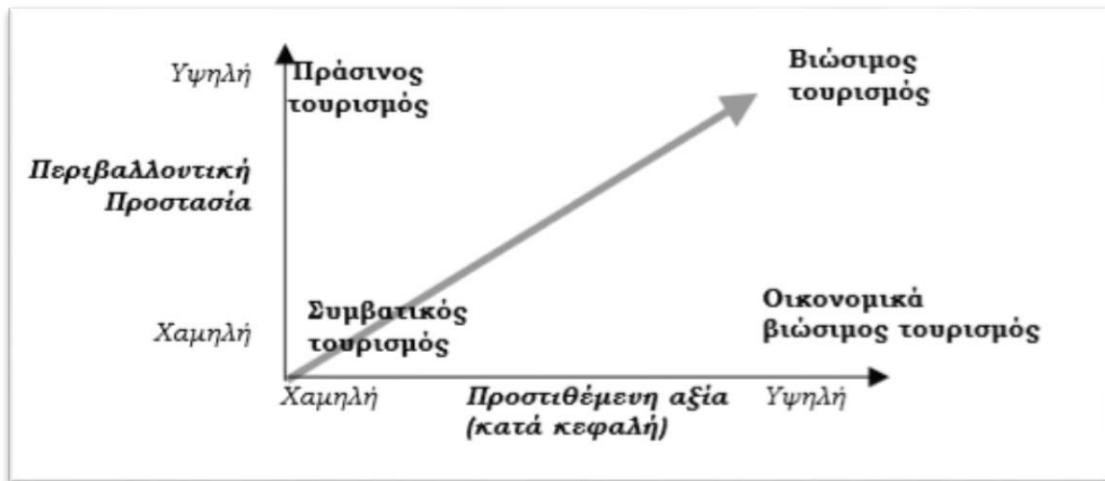 Υψηλή
Πράσινος
τουρισμός
Βιώσιμος
τουρισμός
Περιβαλλοντική
Προστασία
Χαμηλή
Συμβατικός
τουρισμός
Οικονομικά
βιώσιμος τουρισμός
Χαμηλή
Προστιθέμενη αξία
(κατά κεφαλή)
Υψηλή